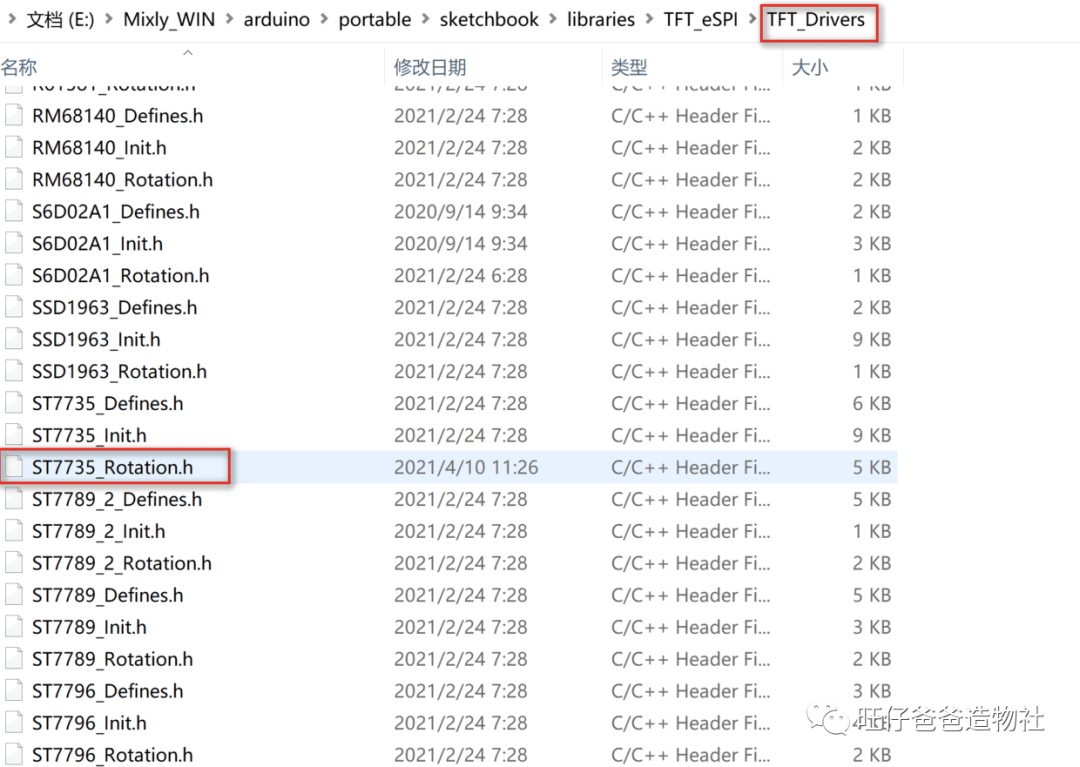 文档 (E:) > Mixly_WIN > arduino > portable > sketchbook > libraries > TFT_eSPI > TFT_Drivers
名称 修改日期 类型 大小
R61581_Rotation.h 2021/2/24 7:28 C/C++ Header Fi... 1 KB
RM68140_Defines.h 2021/2/24 7:28 C/C++ Header Fi... 1 KB
RM68140_Init.h 2021/2/24 7:28 C/C++ Header Fi... 2 KB
RM68140_Rotation.h 2021/2/24 7:28 C/C++ Header Fi... 2 KB
S6D02A1_Defines.h 2020/9/14 9:34 C/C++ Header Fi... 2 KB
S6D02A1_Init.h 2020/9/14 9:34 C/C++ Header Fi... 3 KB
S6D02A1_Rotation.h 2021/2/24 6:28 C/C++ Header Fi... 1 KB
SSD1963_Defines.h 2021/2/24 7:28 C/C++ Header Fi... 2 KB
SSD1963_Init.h 2021/2/24 7:28 C/C++ Header Fi... 9 KB
SSD1963_Rotation.h 2021/2/24 7:28 C/C++ Header Fi... 1 KB
ST7735_Defines.h 2021/2/24 7:28 C/C++ Header Fi... 6 KB
ST7735_Init.h 2021/2/24 7:28 C/C++ Header Fi... 9 KB
ST7735_Rotation.h 2021/4/10 11:26 C/C++ Header Fi... 5 KB
ST7789_2_Defines.h 2021/2/24 7:28 C/C++ Header Fi... 5 KB
ST7789_2_Init.h 2021/2/24 7:28 C/C++ Header Fi... 1 KB
ST7789_2_Rotation.h 2021/2/24 7:28 C/C++ Header Fi... 2 KB
ST7789_Defines.h 2021/2/24 7:28 C/C++ Header Fi... 5 KB
ST7789_Init.h 2021/2/24 7:28 C/C++ Header Fi... 3 KB
ST7789_Rotation.h 2021/2/24 7:28 C/C++ Header Fi... 2 KB
ST7796_Defines.h 2021/2/24 7:28 C/C++ Header Fi... 3 KB
ST7796_Init.h 2021/2/24 7:28 C/C++ Header Fi... 4 KB
旺仔爸爸造物社
ST7796_Rotation.h 2021/2/24 7:28 C/C++ Header Fi... 2 KB